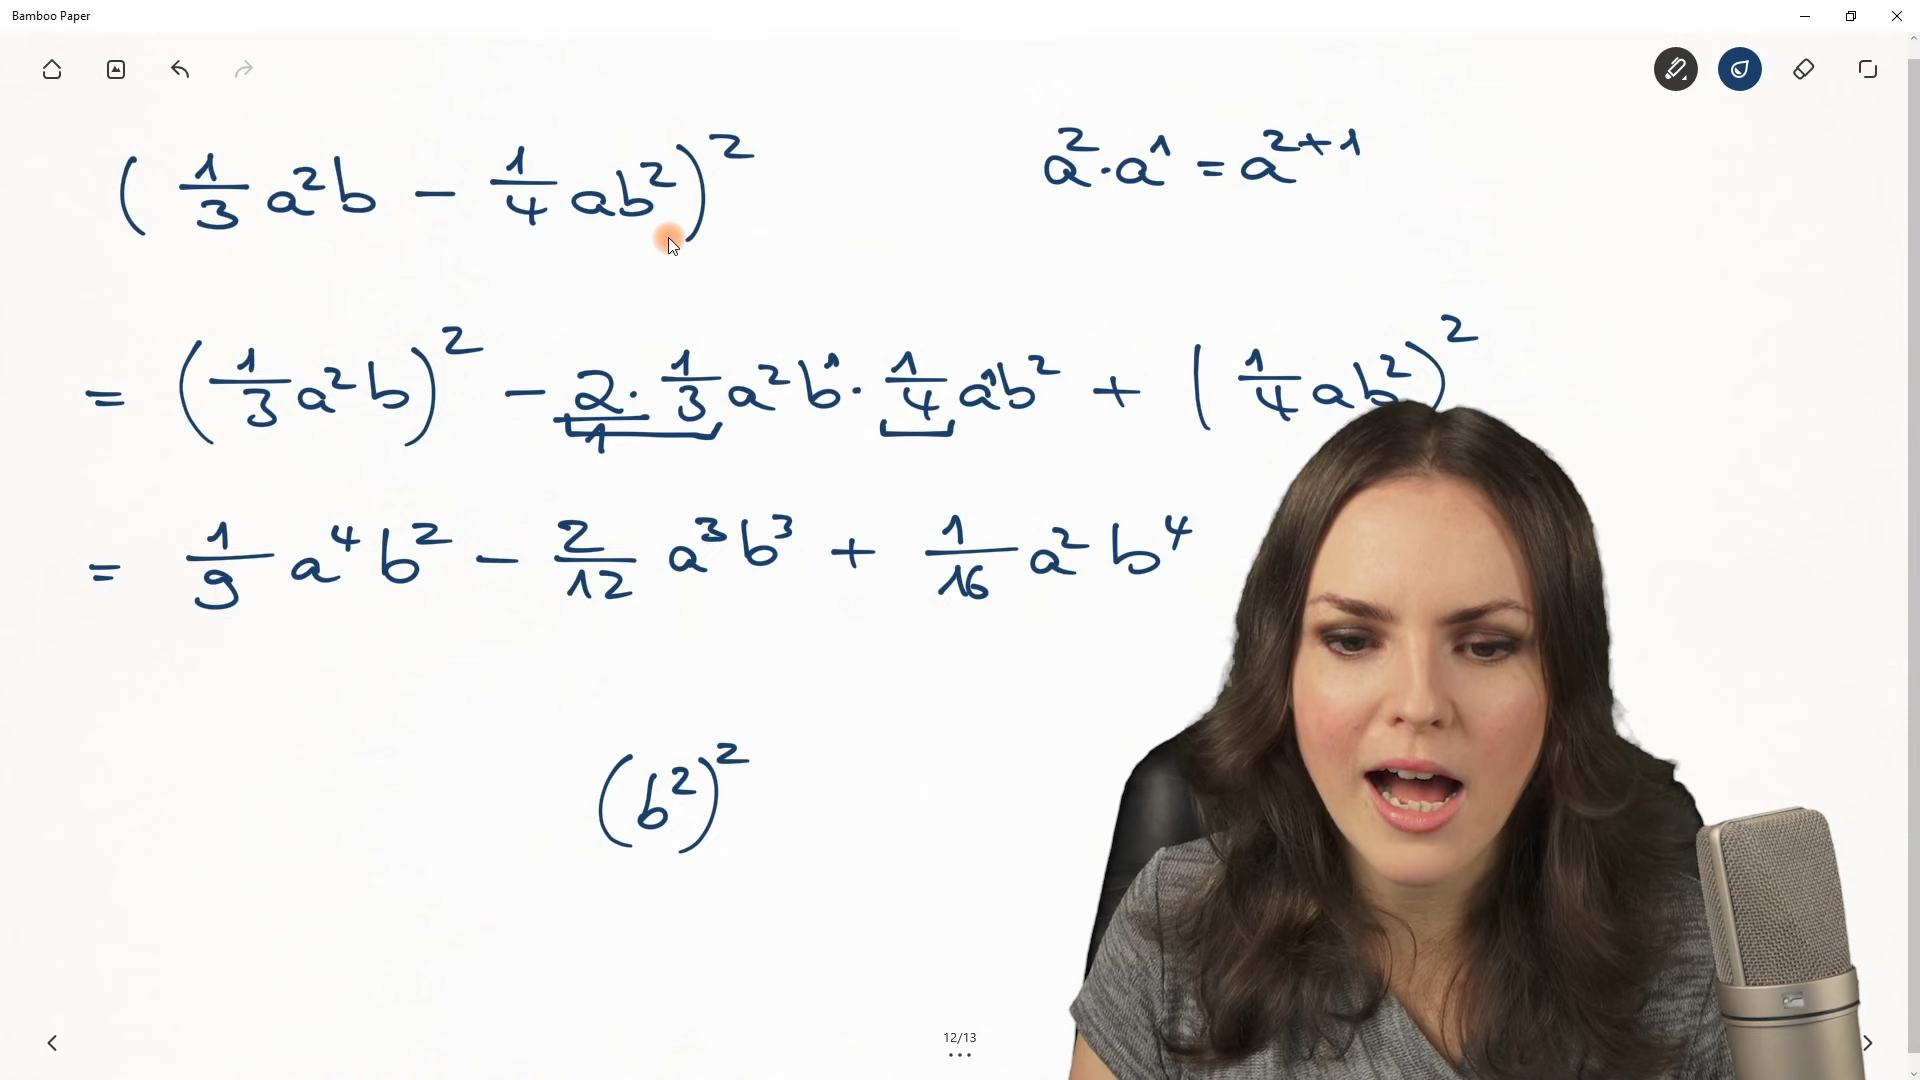 Bamboo Paper
(1/3 a²b − 1/4 ab²)²
a²·a¹ = a²⁺¹
= (1/3 a²b)² − 2·1/3 a²b¹·1/4 a¹b² + (1/4 ab²)²
1
= 1/9 a⁴b² − 2/12 a³b³ + 1/16 a²b⁴
(b²)²
12/13